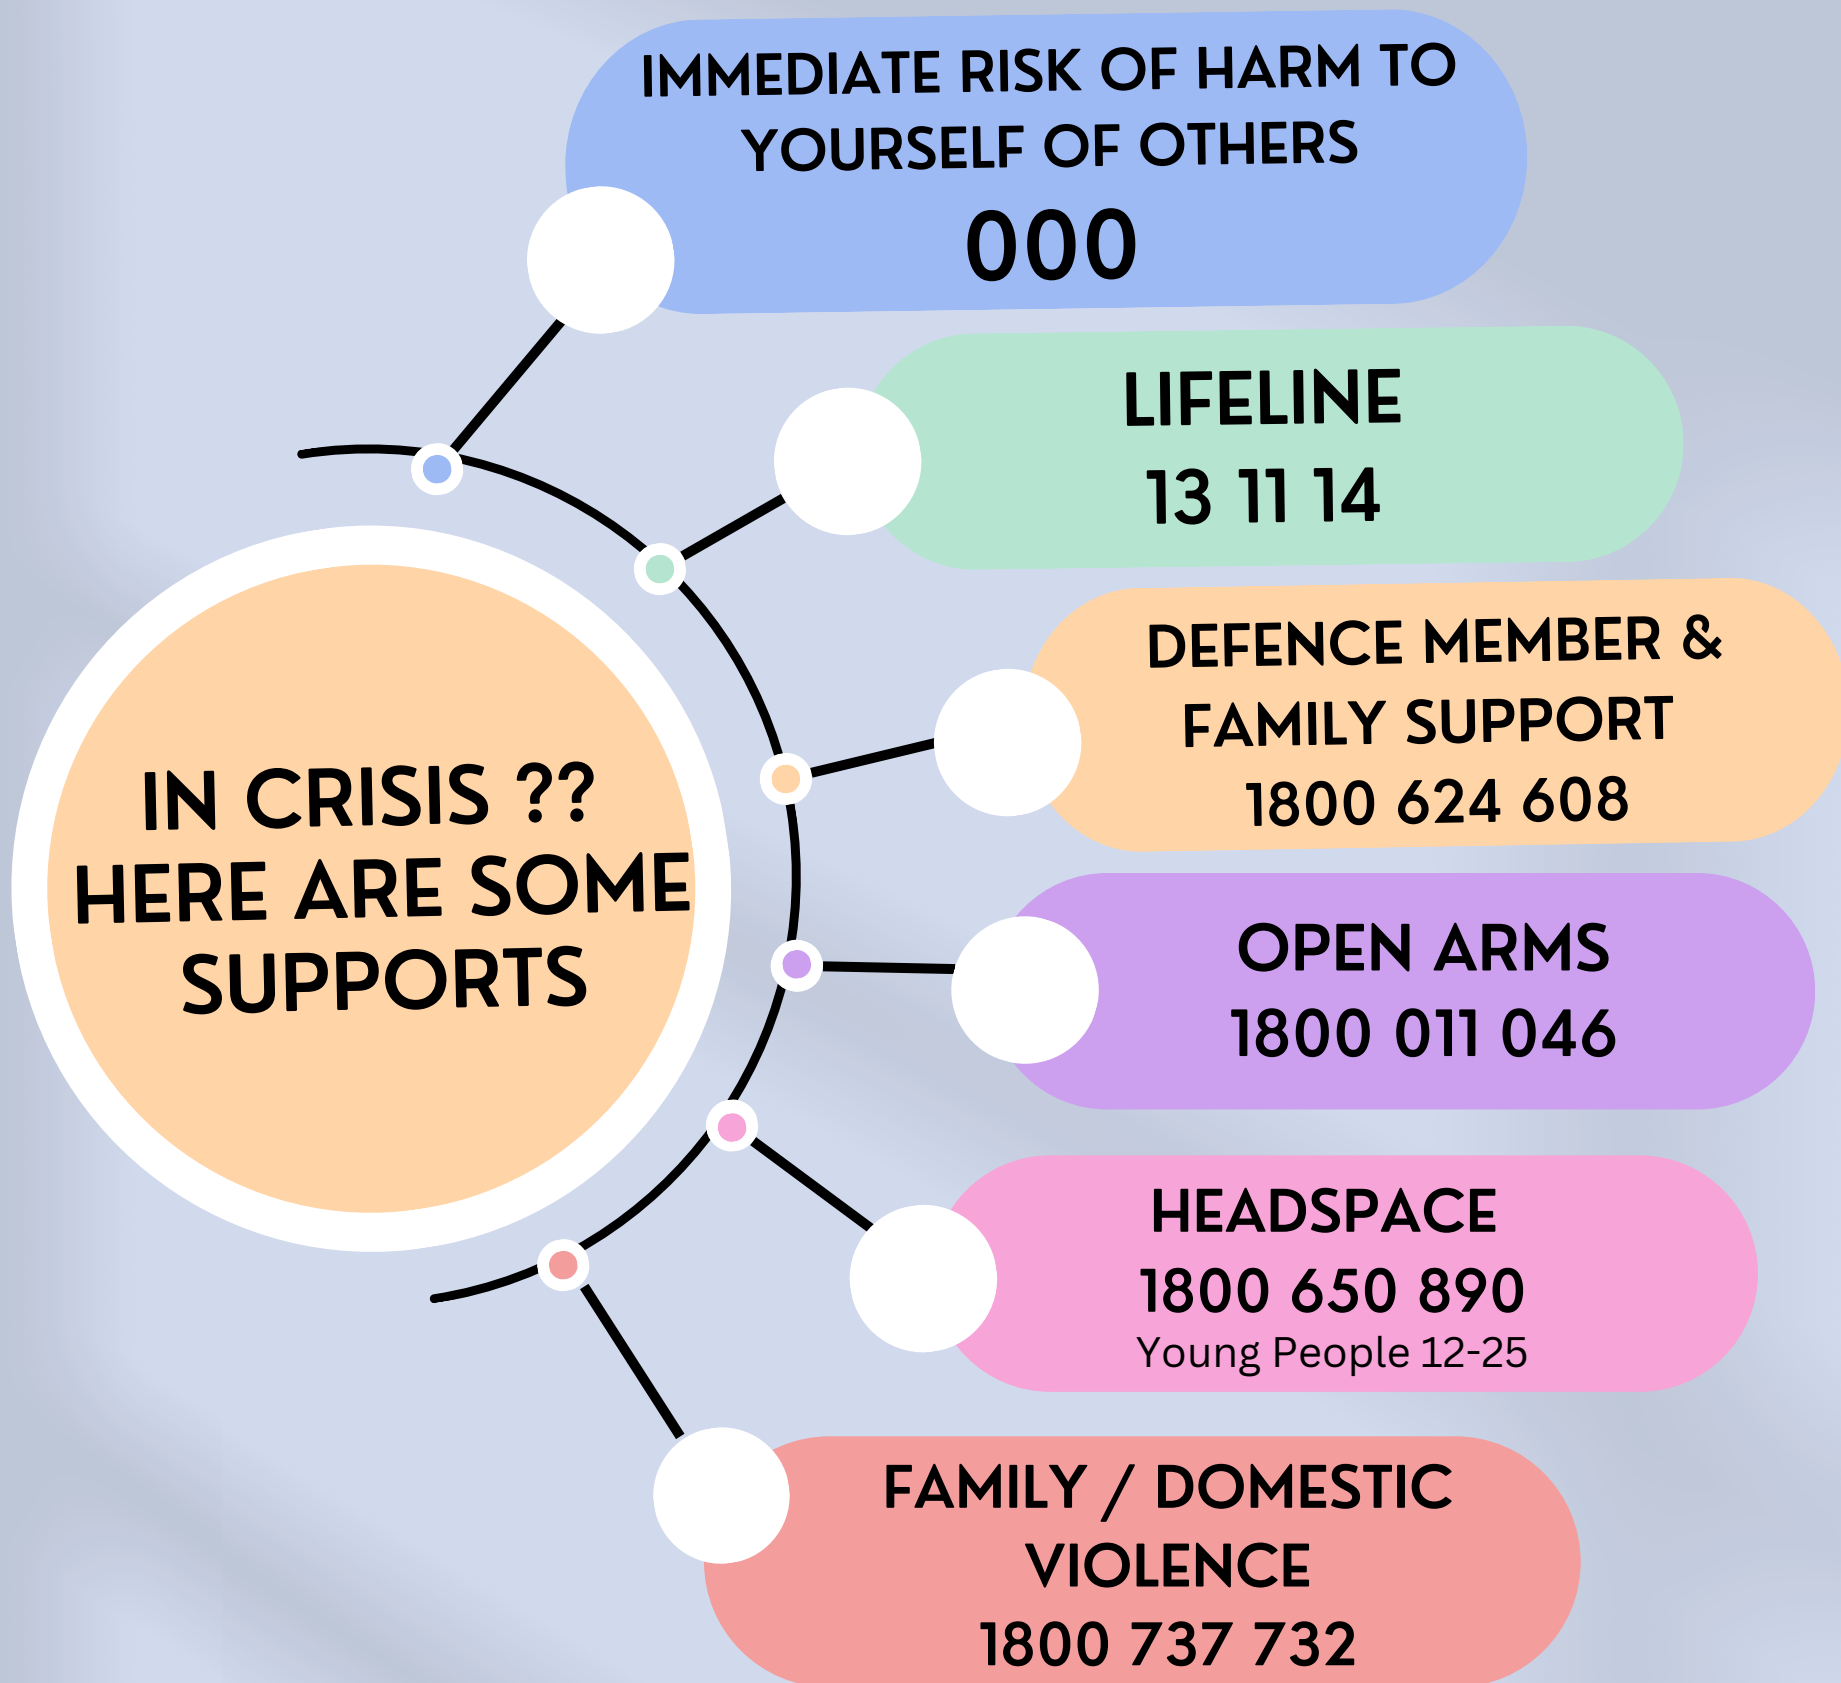 IMMEDIATE RISK OF HARM TO
YOURSELF OF OTHERS
000
LIFELINE
13 11 14
DEFENCE MEMBER &
FAMILY SUPPORT
1800 624 608
IN CRISIS ??
HERE ARE SOME
SUPPORTS
OPEN ARMS
1800 011 046
HEADSPACE
1800 650 890
Young People 12-25
FAMILY / DOMESTIC
VIOLENCE
1800 737 732